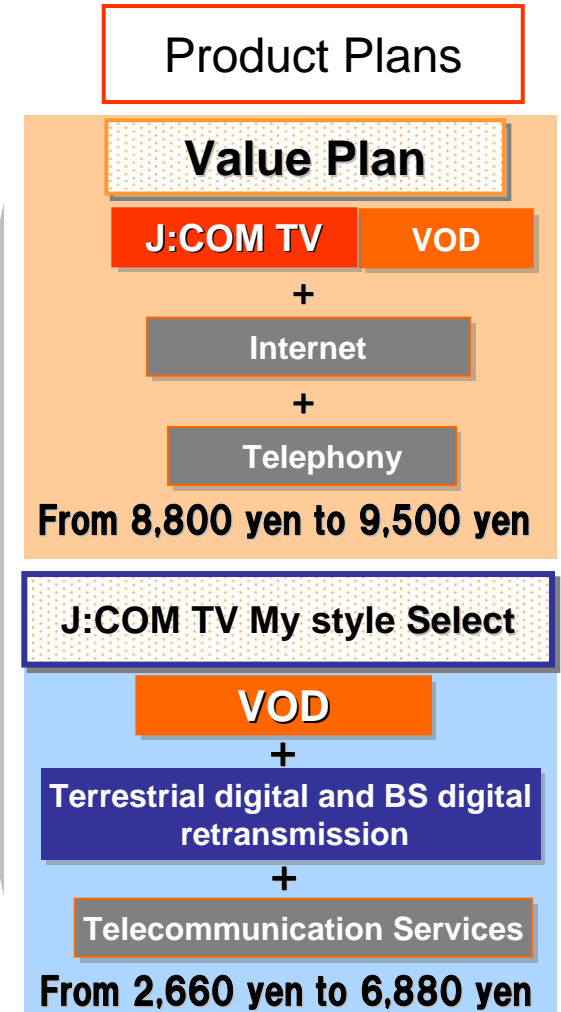 Product Plans
Value Plan
J:COM TV VOD
+
Internet
+
Telephony
From 8,800 yen to 9,500 yen
J:COM TV My style Select
VOD
+
Terrestrial digital and BS digital
retransmission
+
Telecommunication Services
From 2,660 yen to 6,880 yen